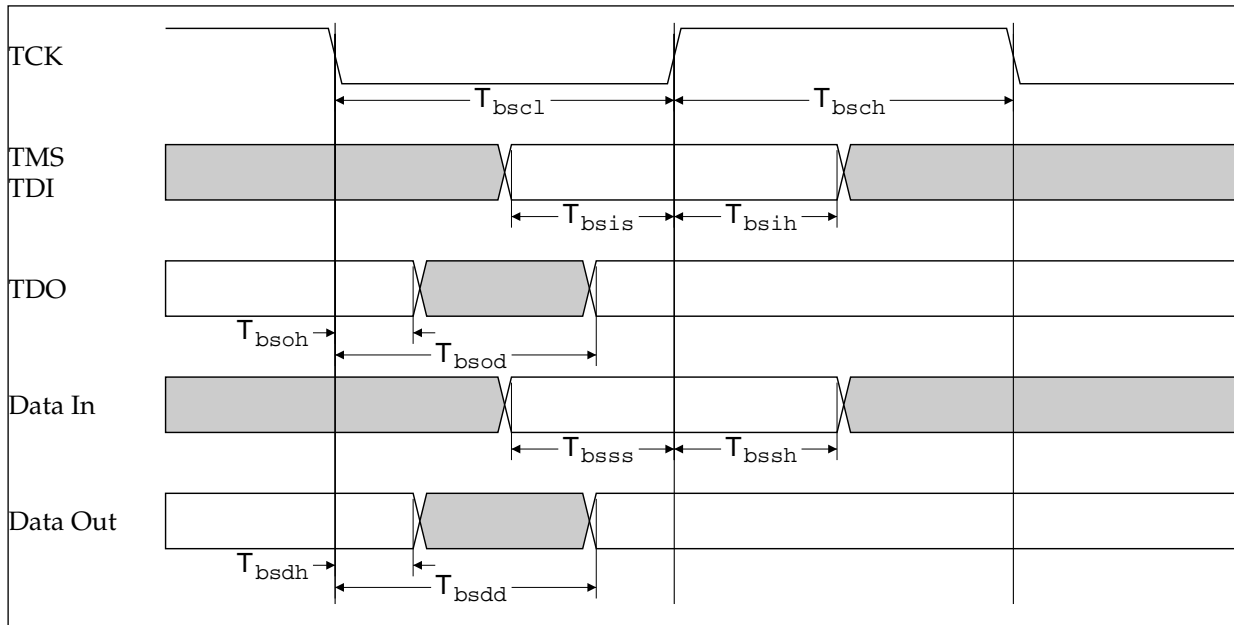 TCK
Tbscl Tbsch
TMS
TDI
Tbsis Tbsih
TDO
Tbsoh
Tbsod
Data In
Tbsss Tbssh
Data Out
Tbsdh
Tbsdd